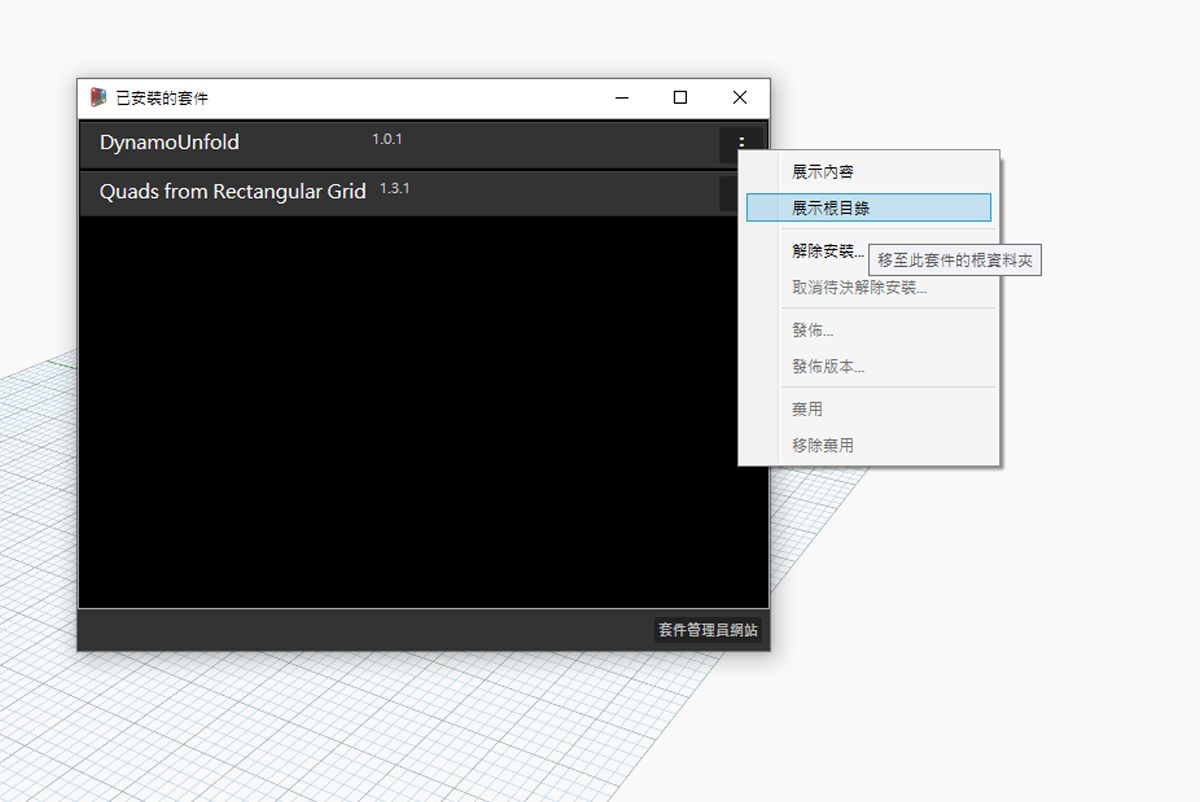 已安裝的套件
DynamoUnfold 1.0.1
Quads from Rectangular Grid 1.3.1
展示內容
展示根目錄
解除安裝...
移至此套件的根資料夾
取消待決解除安裝...
發佈...
發佈版本...
棄用
移除棄用
套件管理員網站